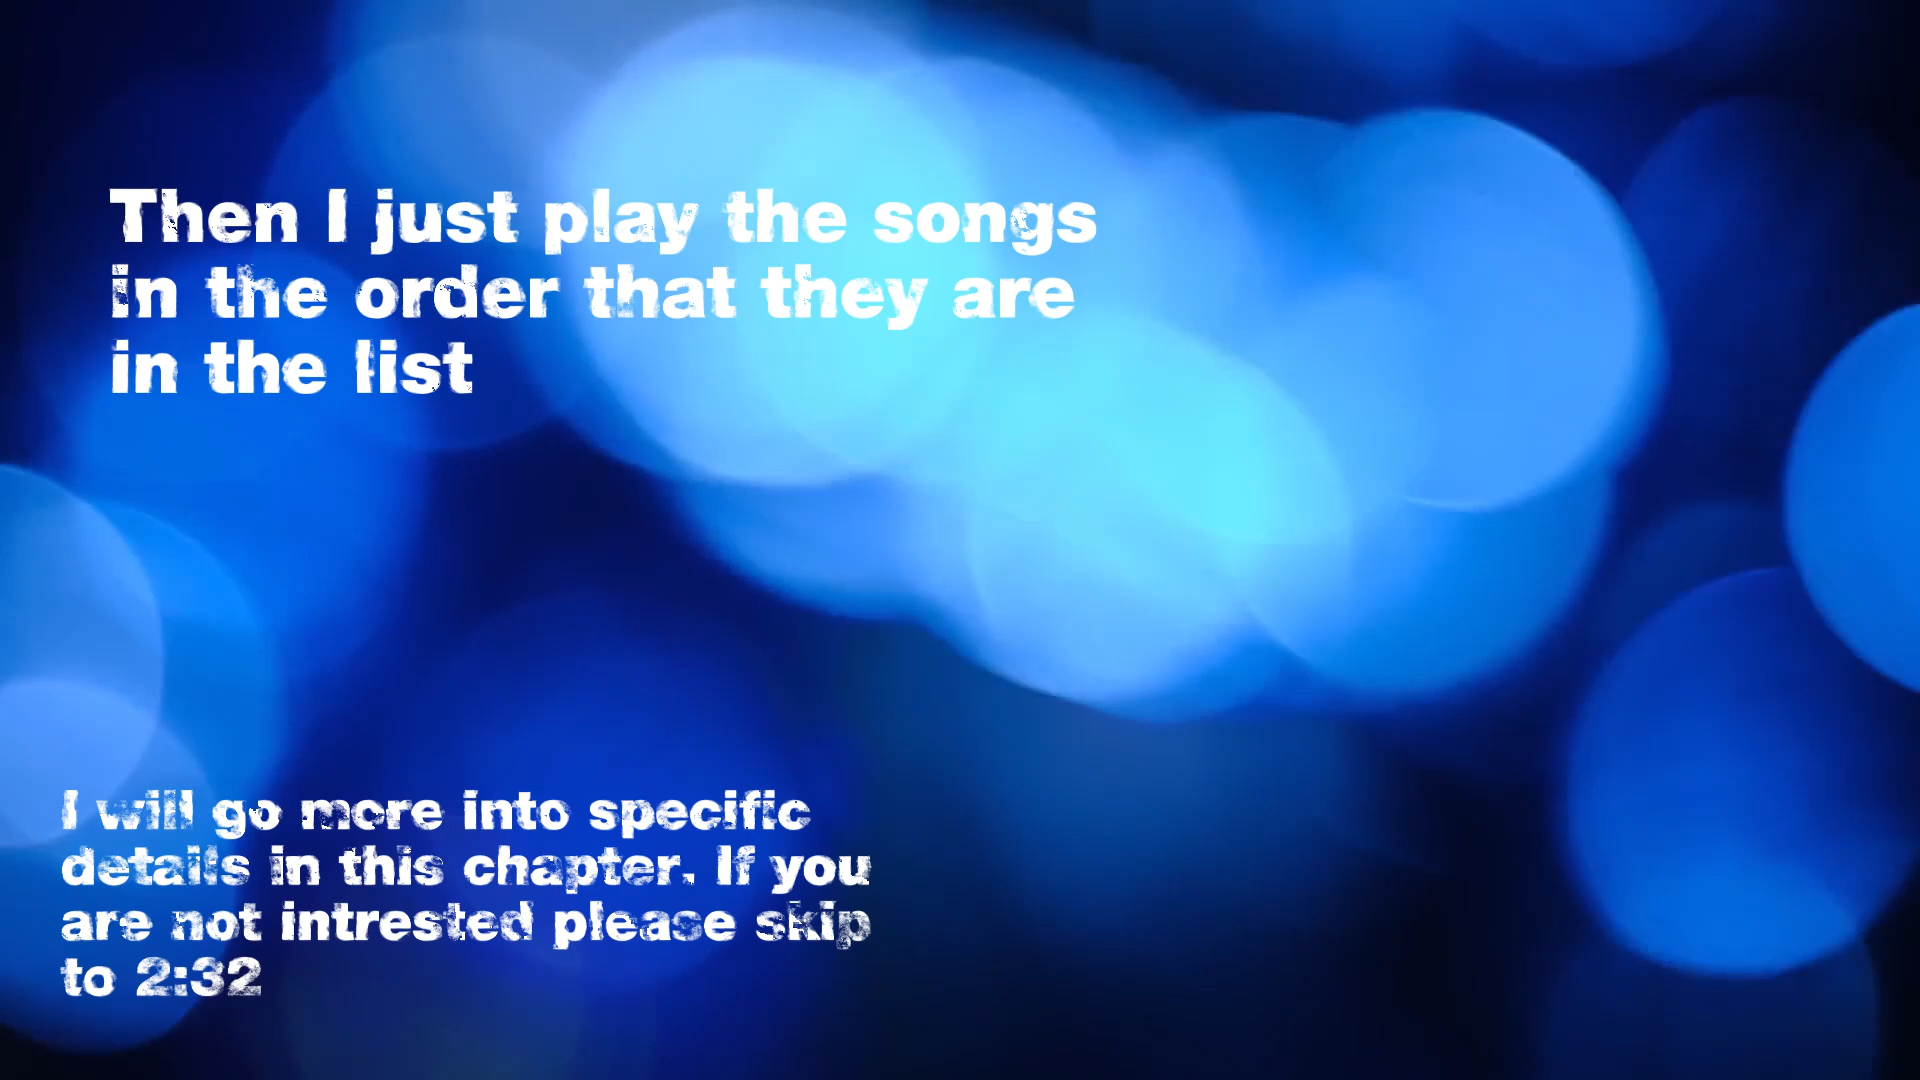 Then I just play the songs
in the order that they are
in the list
I will go more into specific
details in this chapter. If you
are not intrested please skip
to 2:32